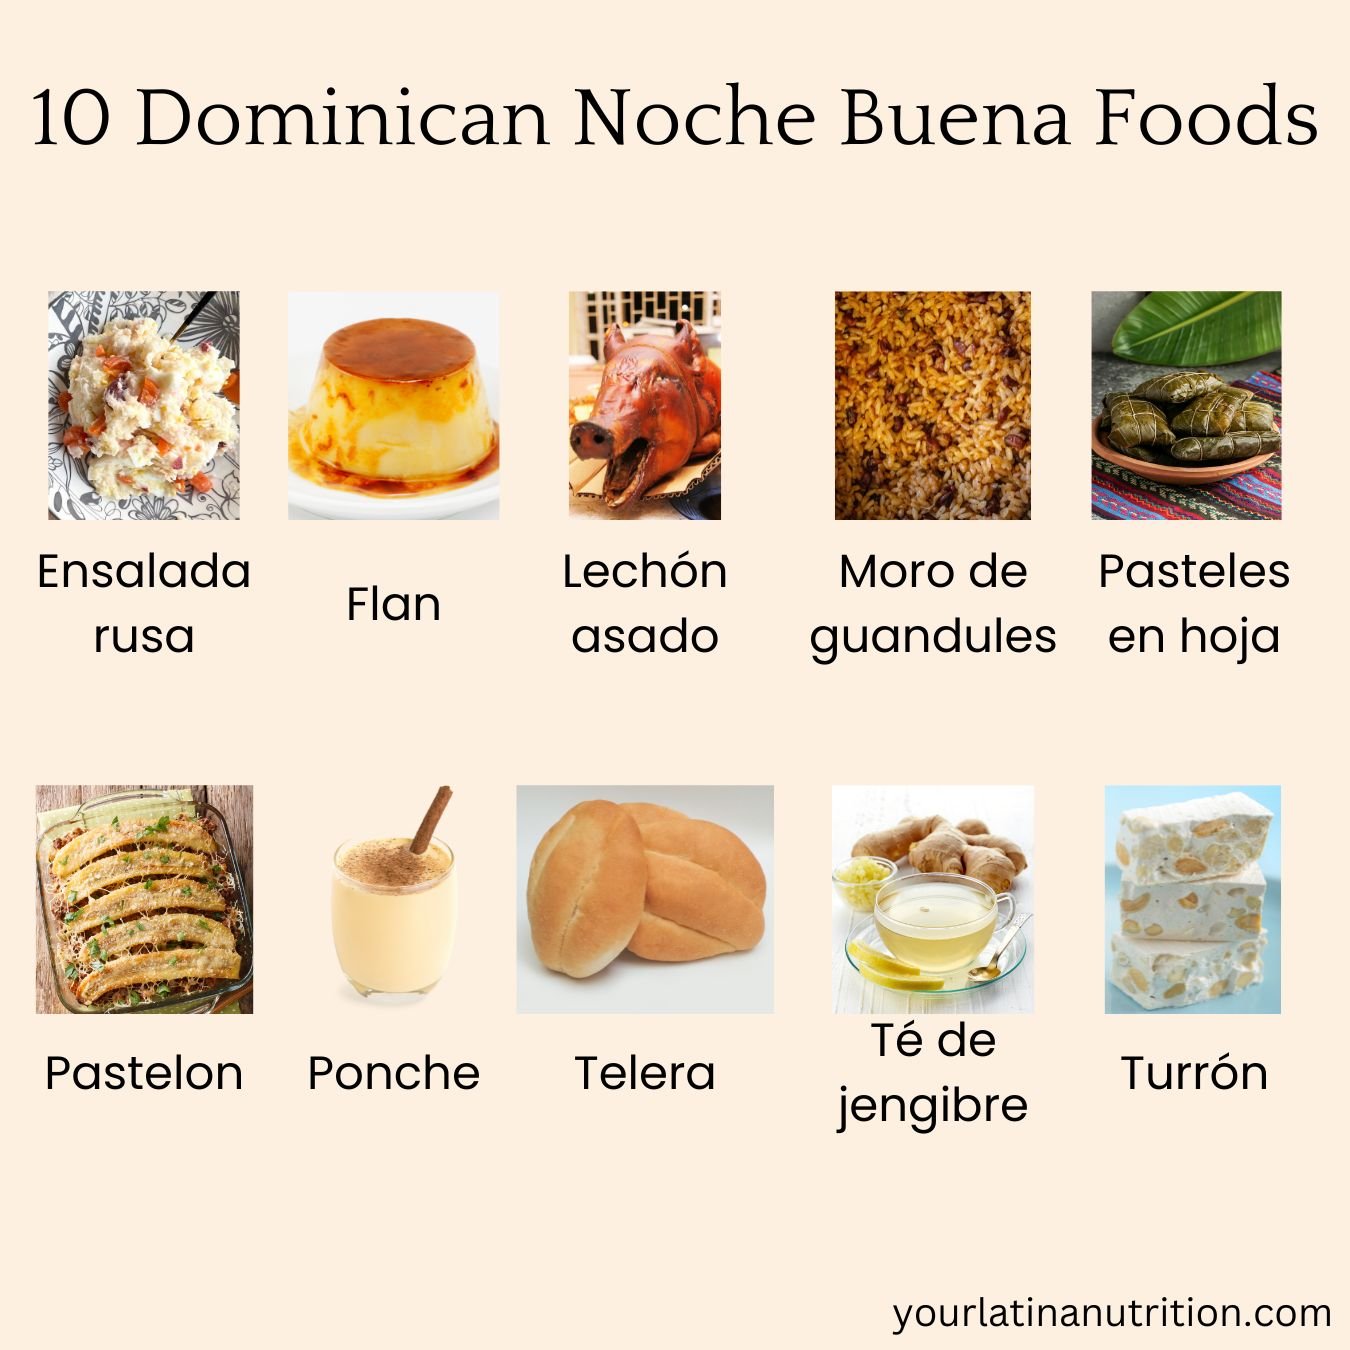 10 Dominican Noche Buena Foods
Ensalada
rusa
Flan
Lechón
asado
Moro de
guandules
Pasteles
en hoja
Pastelon
Ponche
Telera
Té de
jengibre
Turrón
yourlatinanutrition.com